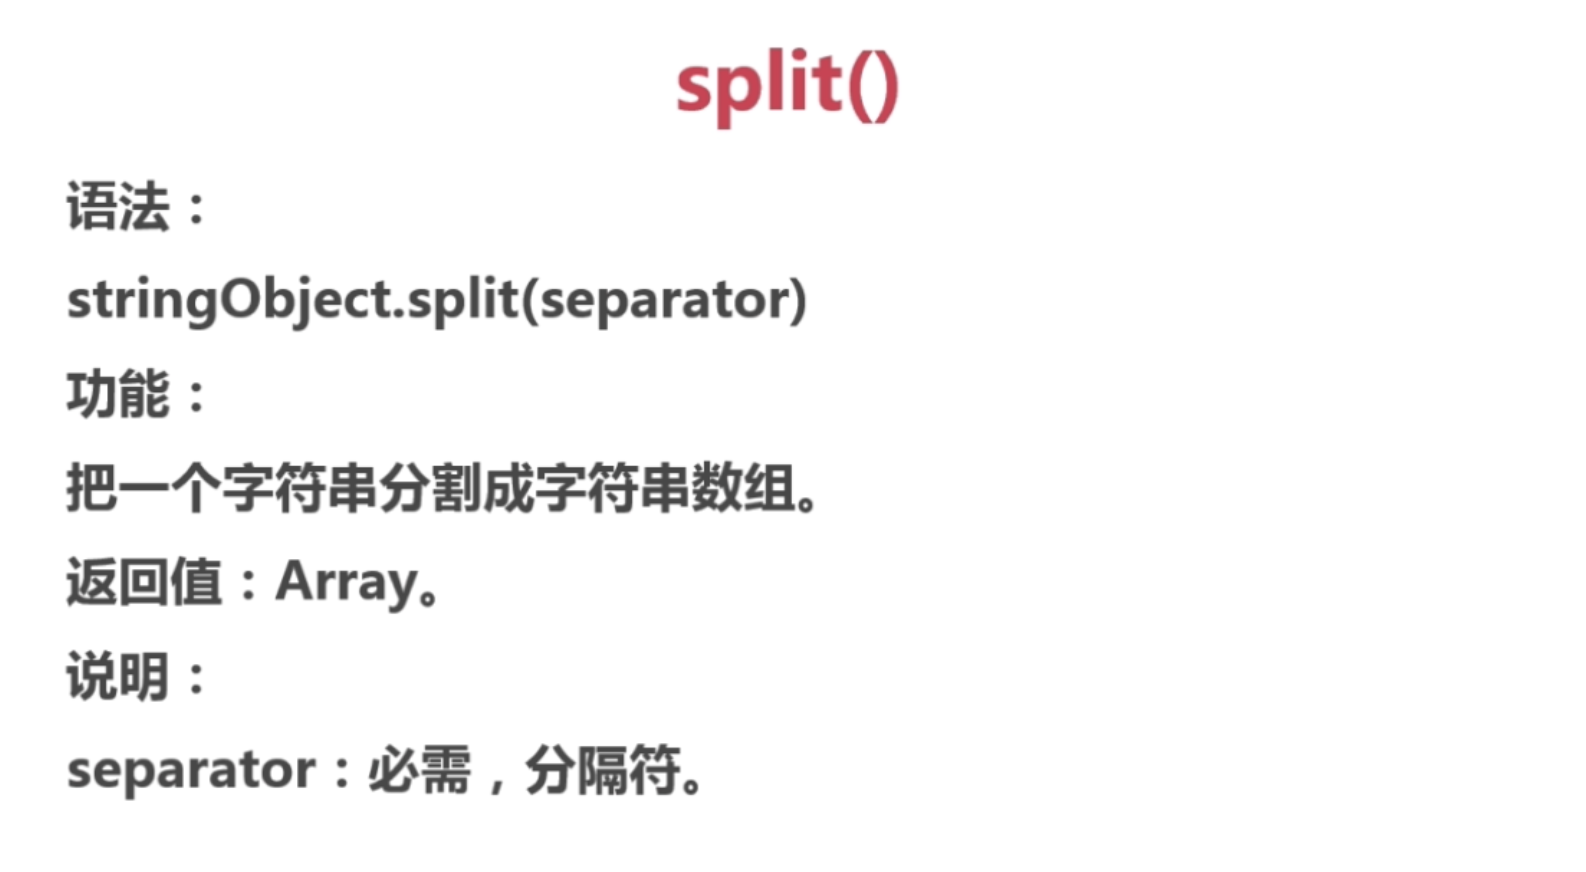 split()
语法：
stringObject.split(separator)
功能：
把一个字符串分割成字符串数组。
返回值：Array。
说明：
separator：必需，分隔符。